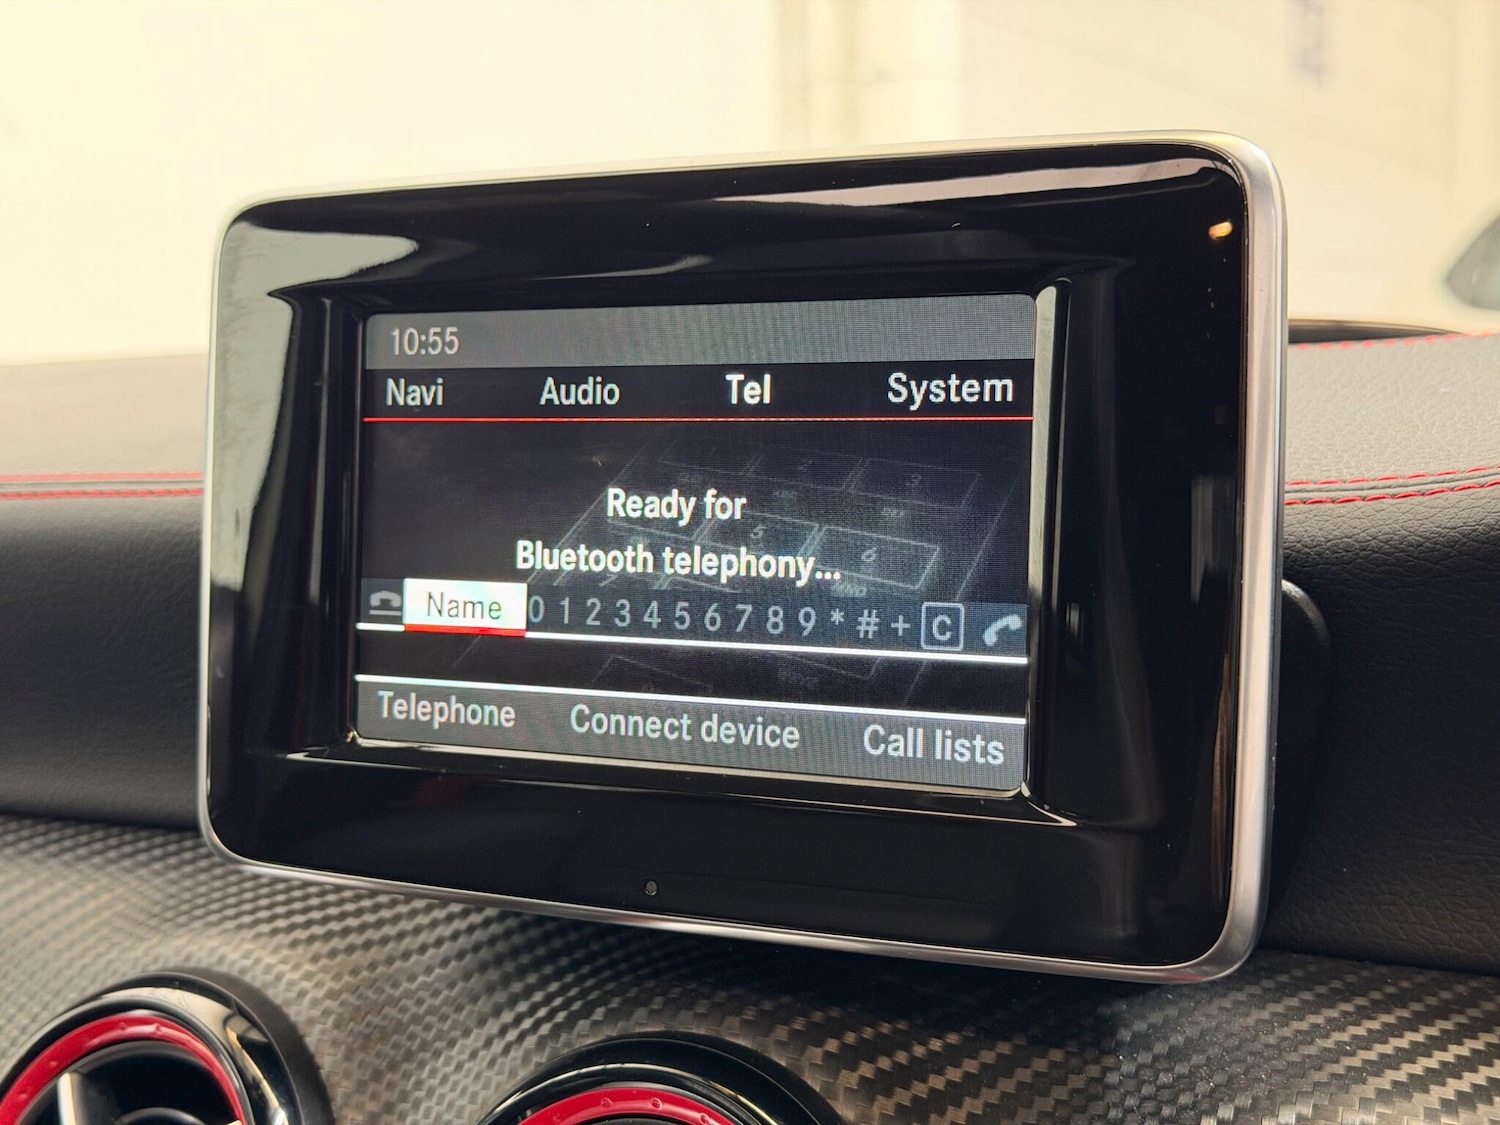 10:55
Navi Audio Tel System
Ready for
Bluetooth telephony...
Name 0 1 2 3 4 5 6 7 8 9 * # + C
Telephone Connect device Call lists